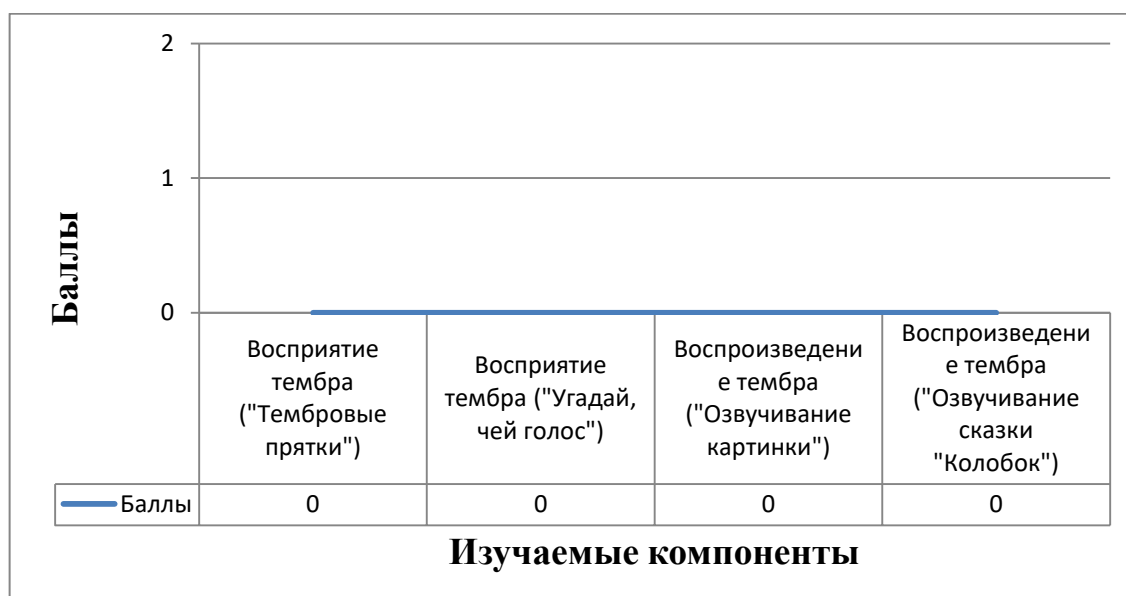 2
1
0
Баллы
Восприятие
тембра
("Тембровые
прятки")
Восприятие
тембра ("Угадай,
чей голос")
Воспроизведени
е тембра
("Озвучивание
картинки")
Воспроизведени
е тембра
("Озвучивание
сказки
"Колобок")
Баллы 0 0 0 0
Изучаемые компоненты